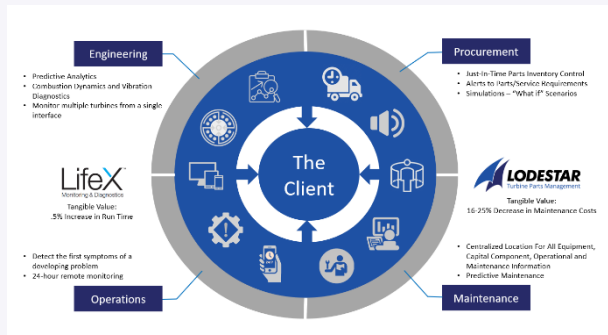 Engineering
• Predictive Analytics
• Combustion Dynamics and Vibration
Diagnostics
• Monitor multiple turbines from a single
interface
LifeX
Monitoring & Diagnostics
Tangible Value:
.5% Increase in Run Time
• Detect the first symptoms of a
developing problem
• 24-hour remote monitoring
Operations
The
Client
Procurement
• Just-In-Time Parts Inventory Control
• Alerts to Parts/Service Requirements
• Simulations – "What if" Scenarios
LODESTAR
Turbine Parts Management
Tangible Value:
16-25% Decrease in Maintenance Costs
• Centralized Location For All Equipment,
Capital Component, Operational and
Maintenance Information
• Predictive Maintenance
Maintenance